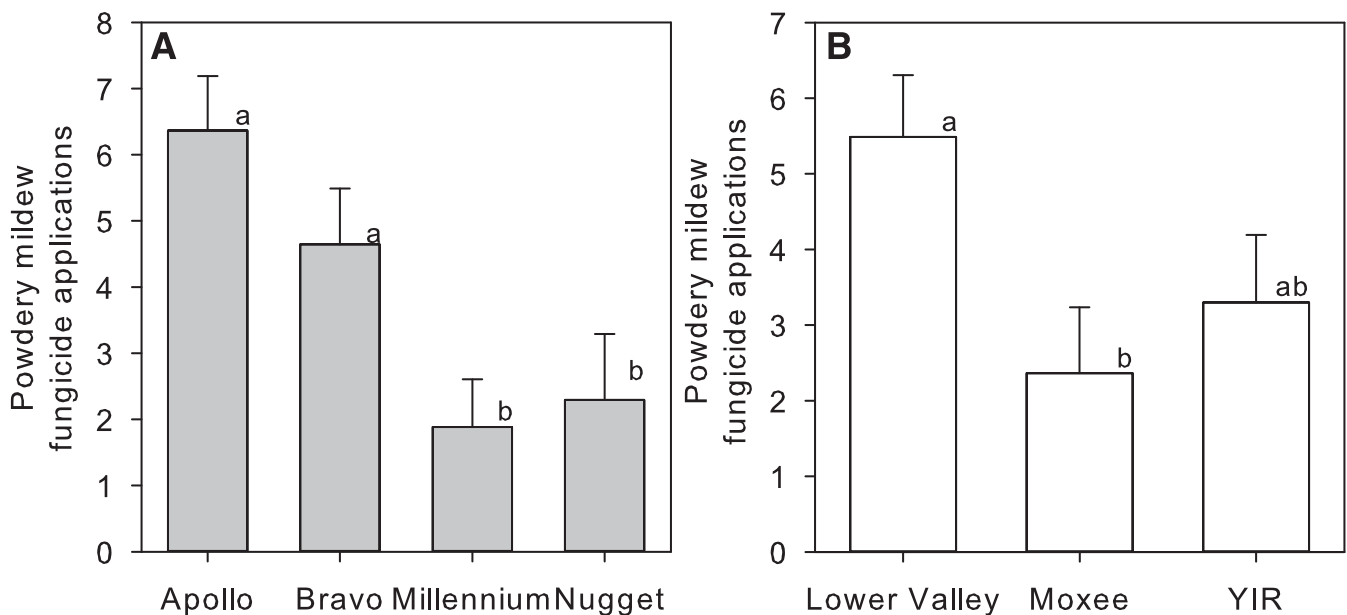 A
Powdery mildew
fungicide applications
8
7
6
5
4
3
2
1
0
a
a
b
b
Apollo Bravo Millennium Nugget
B
Powdery mildew
fungicide applications
7
6
5
4
3
2
1
0
a
b
ab
Lower Valley Moxee YIR